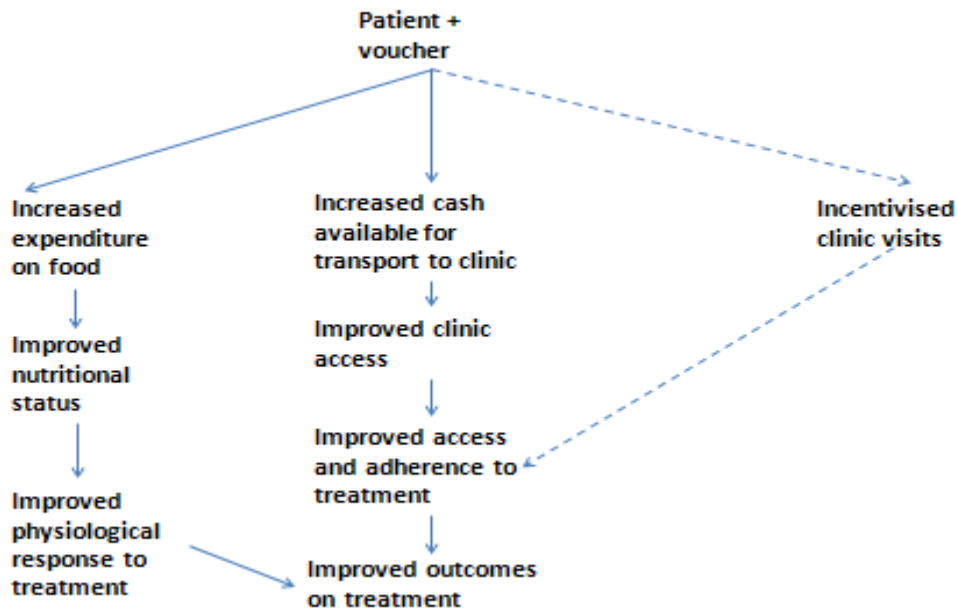 Patient +
voucher
Increased
expenditure
on food
Increased cash
available for
transport to clinic
Incentivised
clinic visits
Improved
nutritional
status
Improved clinic
access
Improved access
and adherence to
treatment
Improved
physiological
response to
treatment
Improved outcomes
on treatment